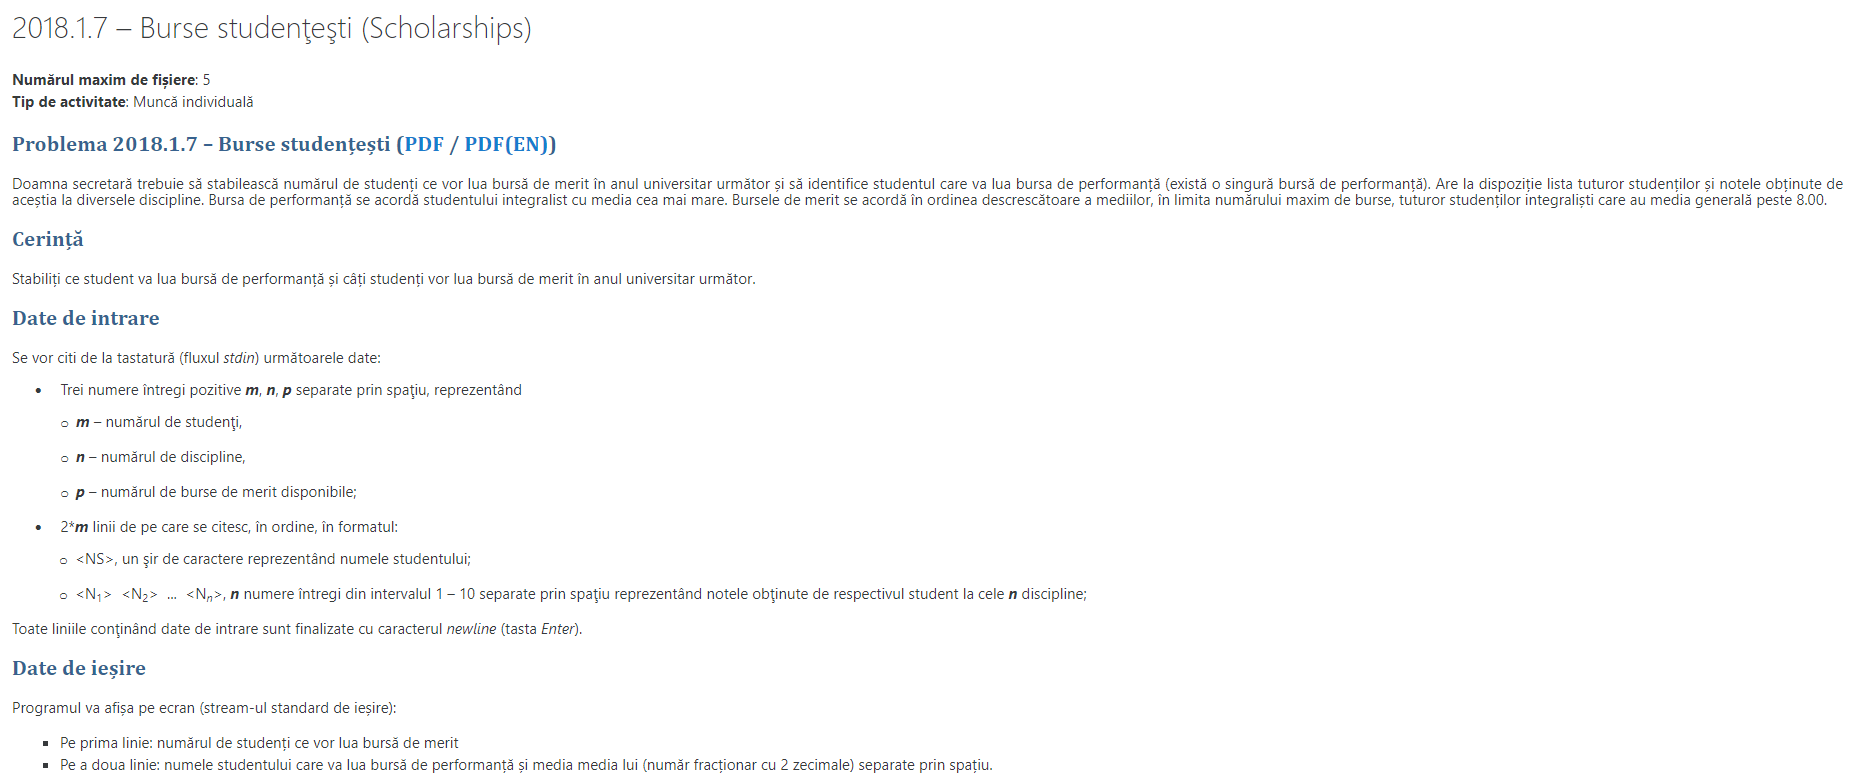 2018.1.7 – Burse studenţeşti (Scholarships)
Numărul maxim de fișiere: 5
Tip de activitate: Muncă individuală
Problema 2018.1.7 – Burse studențești (PDF / PDF(EN))
Doamna secretară trebuie să stabilească numărul de studenți ce vor lua bursă de merit în anul universitar următor și să identifice studentul care va lua bursa de performanță (există o singură bursă de performanță). Are la dispoziție lista tuturor studenților și notele obținute de
aceștia la diversele discipline. Bursa de performanță se acordă studentului integralist cu media cea mai mare. Bursele de merit se acordă în ordinea descrescătoare a mediilor, în limita numărului maxim de burse, tuturor studenților integraliști care au media generală peste 8.00.
Cerință
Stabiliți ce student va lua bursă de performanță și câți studenți vor lua bursă de merit în anul universitar următor.
Date de intrare
Se vor citi de la tastatură (fluxul stdin) următoarele date:
• Trei numere întregi pozitive m, n, p separate prin spaţiu, reprezentând
o m – numărul de studenţi,
o n – numărul de discipline,
o p – numărul de burse de merit disponibile;
• 2*m linii de pe care se citesc, în ordine, în formatul:
o <NS>, un şir de caractere reprezentând numele studentului;
o <N1> <N2> ... <Nn>, n numere întregi din intervalul 1 – 10 separate prin spaţiu reprezentând notele obţinute de respectivul student la cele n discipline;
Toate liniile conţinând date de intrare sunt finalizate cu caracterul newline (tasta Enter).
Date de ieșire
Programul va afișa pe ecran (stream-ul standard de ieșire):
▪ Pe prima linie: numărul de studenți ce vor lua bursă de merit
▪ Pe a doua linie: numele studentului care va lua bursă de performanță și media media lui (număr fracționar cu 2 zecimale) separate prin spațiu.